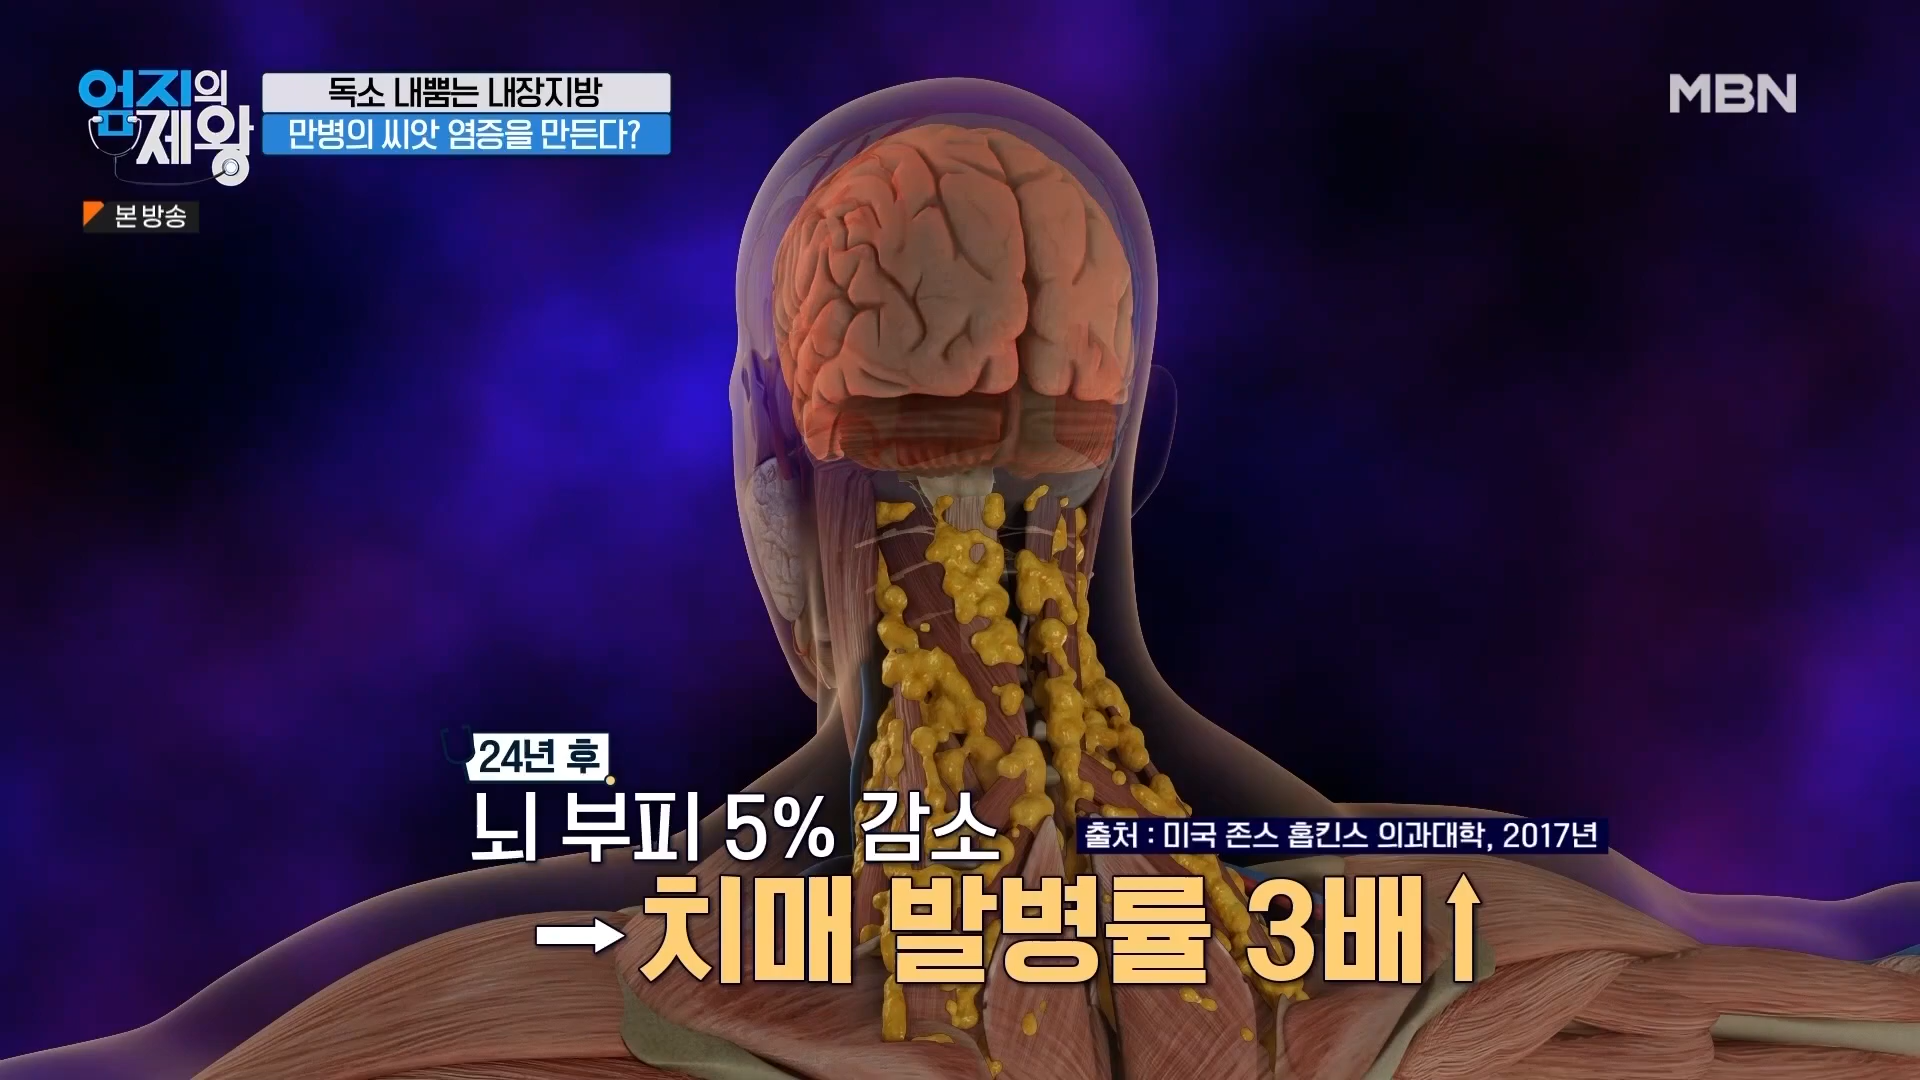 엄지의 제왕
독소 내뿜는 내장지방
만병의 씨앗 염증을 만든다?
MBN
본방송
24년 후
뇌 부피 5% 감소
출처 : 미국 존스 홉킨스 의과대학, 2017년
→치매 발병률 3배↑